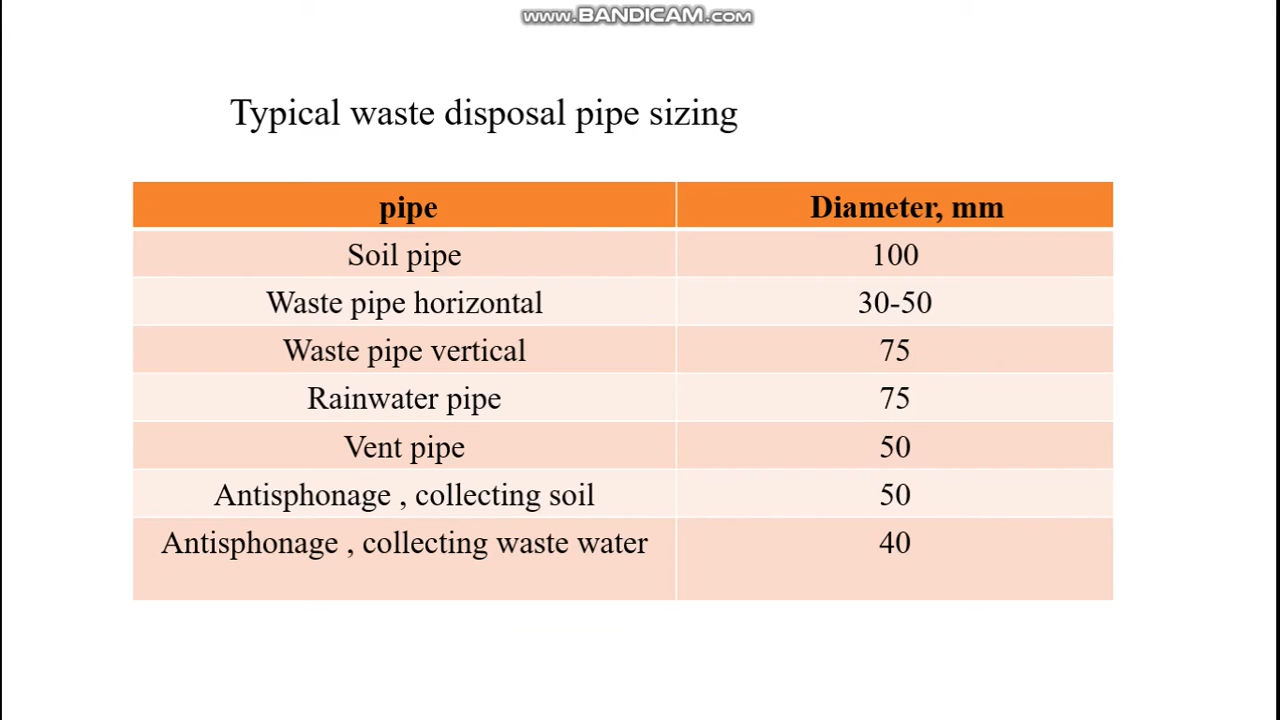 www.BANDICAM.com
Typical waste disposal pipe sizing
pipe Diameter, mm
Soil pipe 100
Waste pipe horizontal 30-50
Waste pipe vertical 75
Rainwater pipe 75
Vent pipe 50
Antisphonage , collecting soil 50
Antisphonage , collecting waste water 40